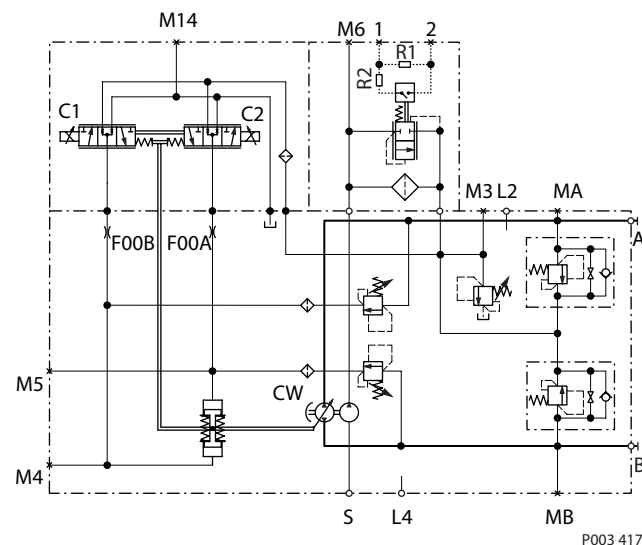 M14
M6 1 2
R1
R2
C1 C2
M3 L2 MA
A
F00B F00A
M5
CW
M4
B
S L4 MB
P003 417